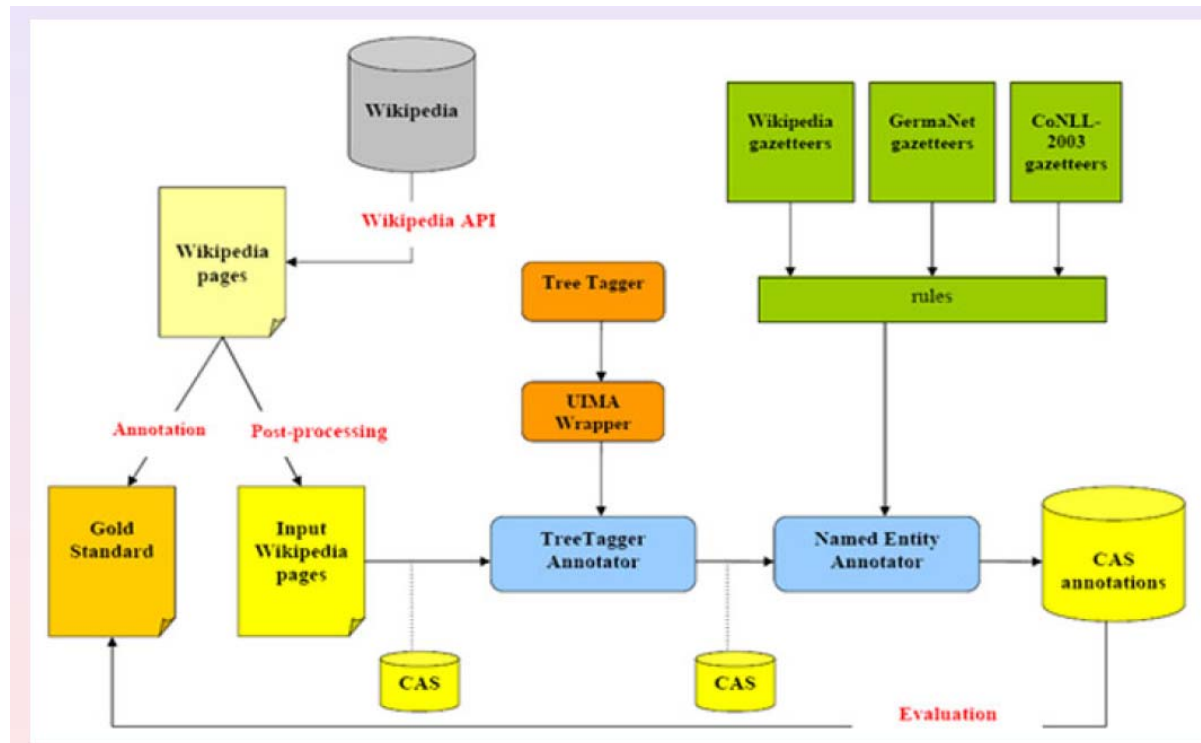 Wikipedia
Wikipedia
gazetteers
GermaNet
gazetteers
CoNLL-
2003
gazetteers
Wikipedia API
Wikipedia
pages
Tree Tagger
rules
UIMA
Wrapper
Annotation
Post-processing
Gold
Standard
Input
Wikipedia
pages
TreeTagger
Annotator
Named Entity
Annotator
CAS
annotations
CAS
CAS
Evaluation